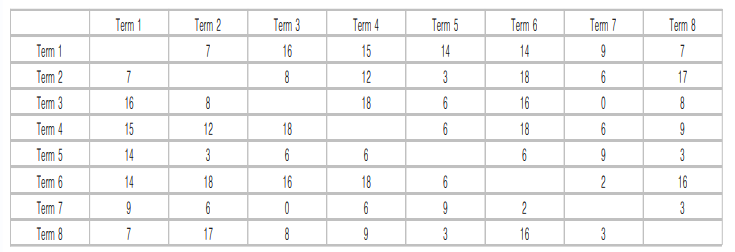 Term 1 Term 2 Term 3 Term 4 Term 5 Term 6 Term 7 Term 8
Term 1 7 16 15 14 14 9 7
Term 2 7 8 12 3 18 6 17
Term 3 16 8 18 6 16 0 8
Term 4 15 12 18 6 18 6 9
Term 5 14 3 6 6 6 9 3
Term 6 14 18 16 18 6 2 16
Term 7 9 6 0 6 9 2 3
Term 8 7 17 8 9 3 16 3